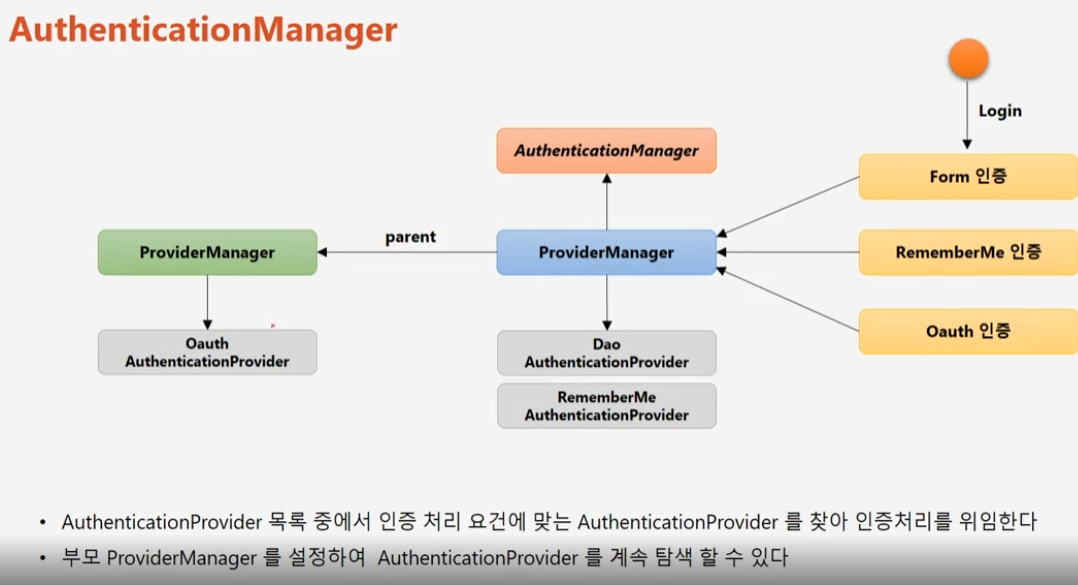 AuthenticationManager
Login
AuthenticationManager
Form 인증
parent
ProviderManager
ProviderManager
RememberMe 인증
Oauth
AuthenticationProvider
Dao
AuthenticationProvider
Oauth 인증
RememberMe
AuthenticationProvider
• AuthenticationProvider 목록 중에서 인증 처리 요건에 맞는 AuthenticationProvider 를 찾아 인증처리를 위임한다
• 부모 ProviderManager 를 설정하여 AuthenticationProvider 를 계속 탐색 할 수 있다